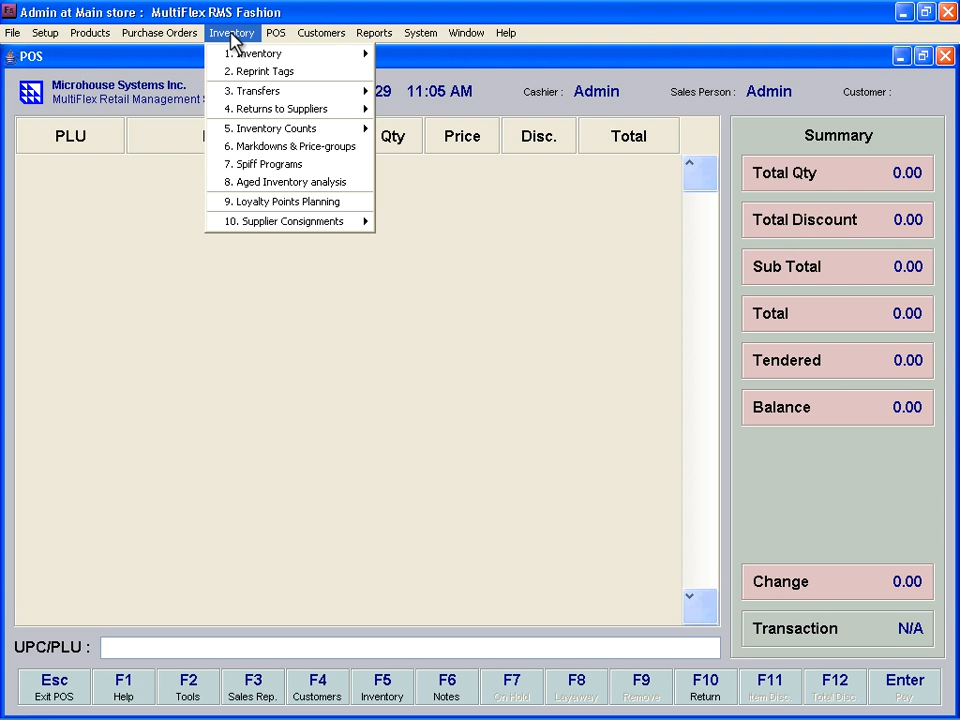 Fs Admin at Main store : MultiFlex RMS Fashion
File Setup Products Purchase Orders Inventory POS Customers Reports System Window Help
POS
Microhouse Systems Inc.
MultiFlex Retail Management
29 11:05 AM Cashier : Admin Sales Person : Admin Customer :
1. Inventory
2. Reprint Tags
3. Transfers
4. Returns to Suppliers
5. Inventory Counts
6. Markdowns & Price-groups
7. Spiff Programs
8. Aged Inventory analysis
9. Loyalty Points Planning
10. Supplier Consignments
PLU Qty Price Disc. Total
Summary
Total Qty 0.00
Total Discount 0.00
Sub Total 0.00
Total 0.00
Tendered 0.00
Balance 0.00
Change 0.00
Transaction N/A
UPC/PLU :
Esc F1 F2 F3 F4 F5 F6 F7 F8 F9 F10 F11 F12 Enter
Exit POS Help Tools Sales Rep. Customers Inventory Notes On Hold Layaway Remove Return Item Disc. Total Disc. Pay